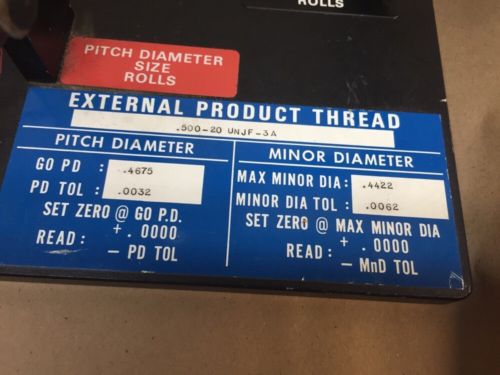 ROLLS
PITCH DIAMETER
SIZE
ROLLS
EXTERNAL PRODUCT THREAD
.500-20 UNJF-3A
PITCH DIAMETER
GO PD : .4675
PD TOL : .0032
SET ZERO @ GO P.D.
READ: + .0000
– PD TOL
MINOR DIAMETER
MAX MINOR DIA : .4422
MINOR DIA TOL : .0062
SET ZERO @ MAX MINOR DIA
READ: + .0000
– MnD TOL